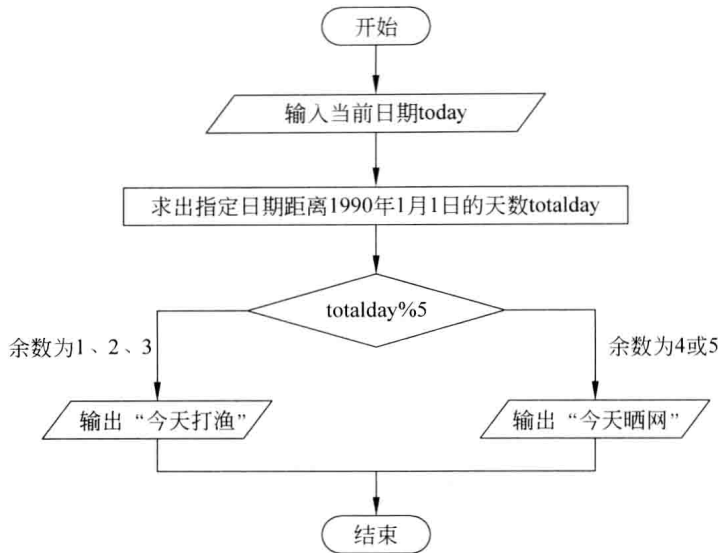 开始
输入当前日期today
求出指定日期距离1990年1月1日的天数totalday
totalday%5
余数为1、2、3
余数为4或5
输出“今天打渔”
输出“今天晒网”
结束